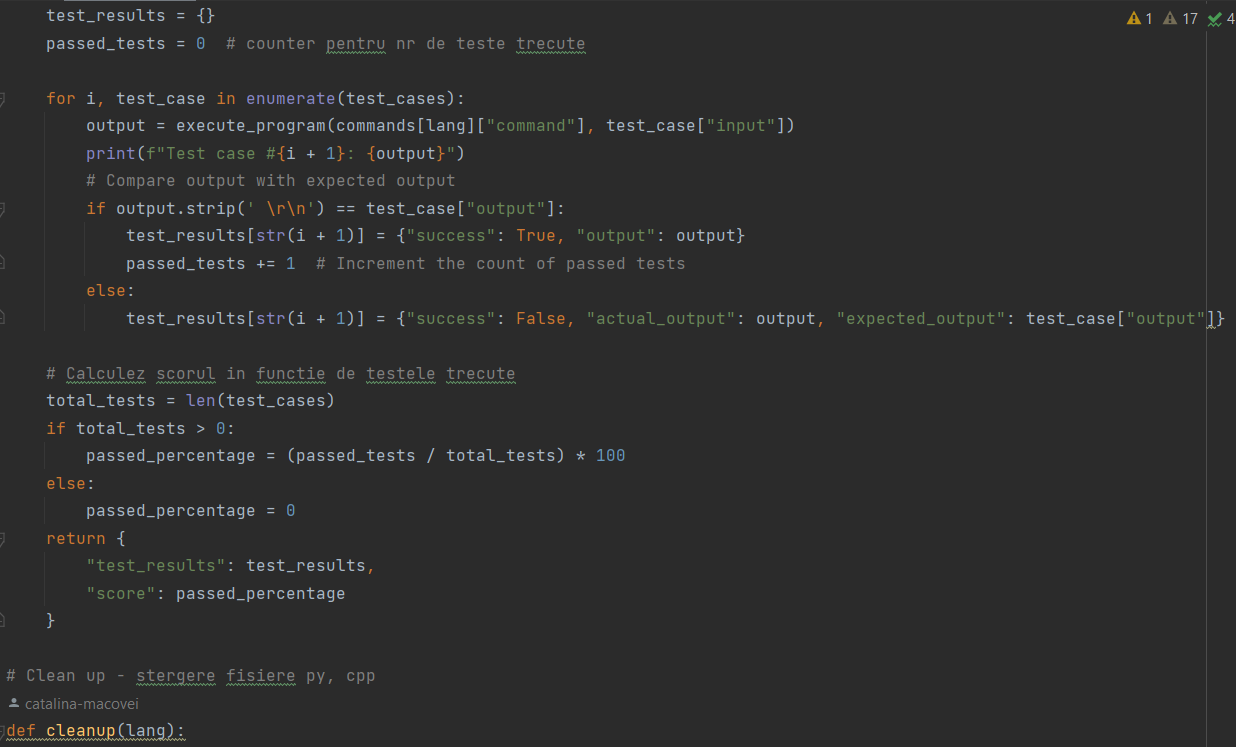 test_results = {}
1 17 4
passed_tests = 0  # counter pentru nr de teste trecute
for i, test_case in enumerate(test_cases):
output = execute_program(commands[lang]["command"], test_case["input"])
print(f"Test case #{i + 1}: {output}")
# Compare output with expected output
if output.strip(' \r\n') == test_case["output"]:
test_results[str(i + 1)] = {"success": True, "output": output}
passed_tests += 1  # Increment the count of passed tests
else:
test_results[str(i + 1)] = {"success": False, "actual_output": output, "expected_output": test_case["output"]}
# Calculez scorul in functie de testele trecute
total_tests = len(test_cases)
if total_tests > 0:
passed_percentage = (passed_tests / total_tests) * 100
else:
passed_percentage = 0
return {
"test_results": test_results,
"score": passed_percentage
}
# Clean up - stergere fisiere py, cpp
catalina-macovei
def cleanup(lang):